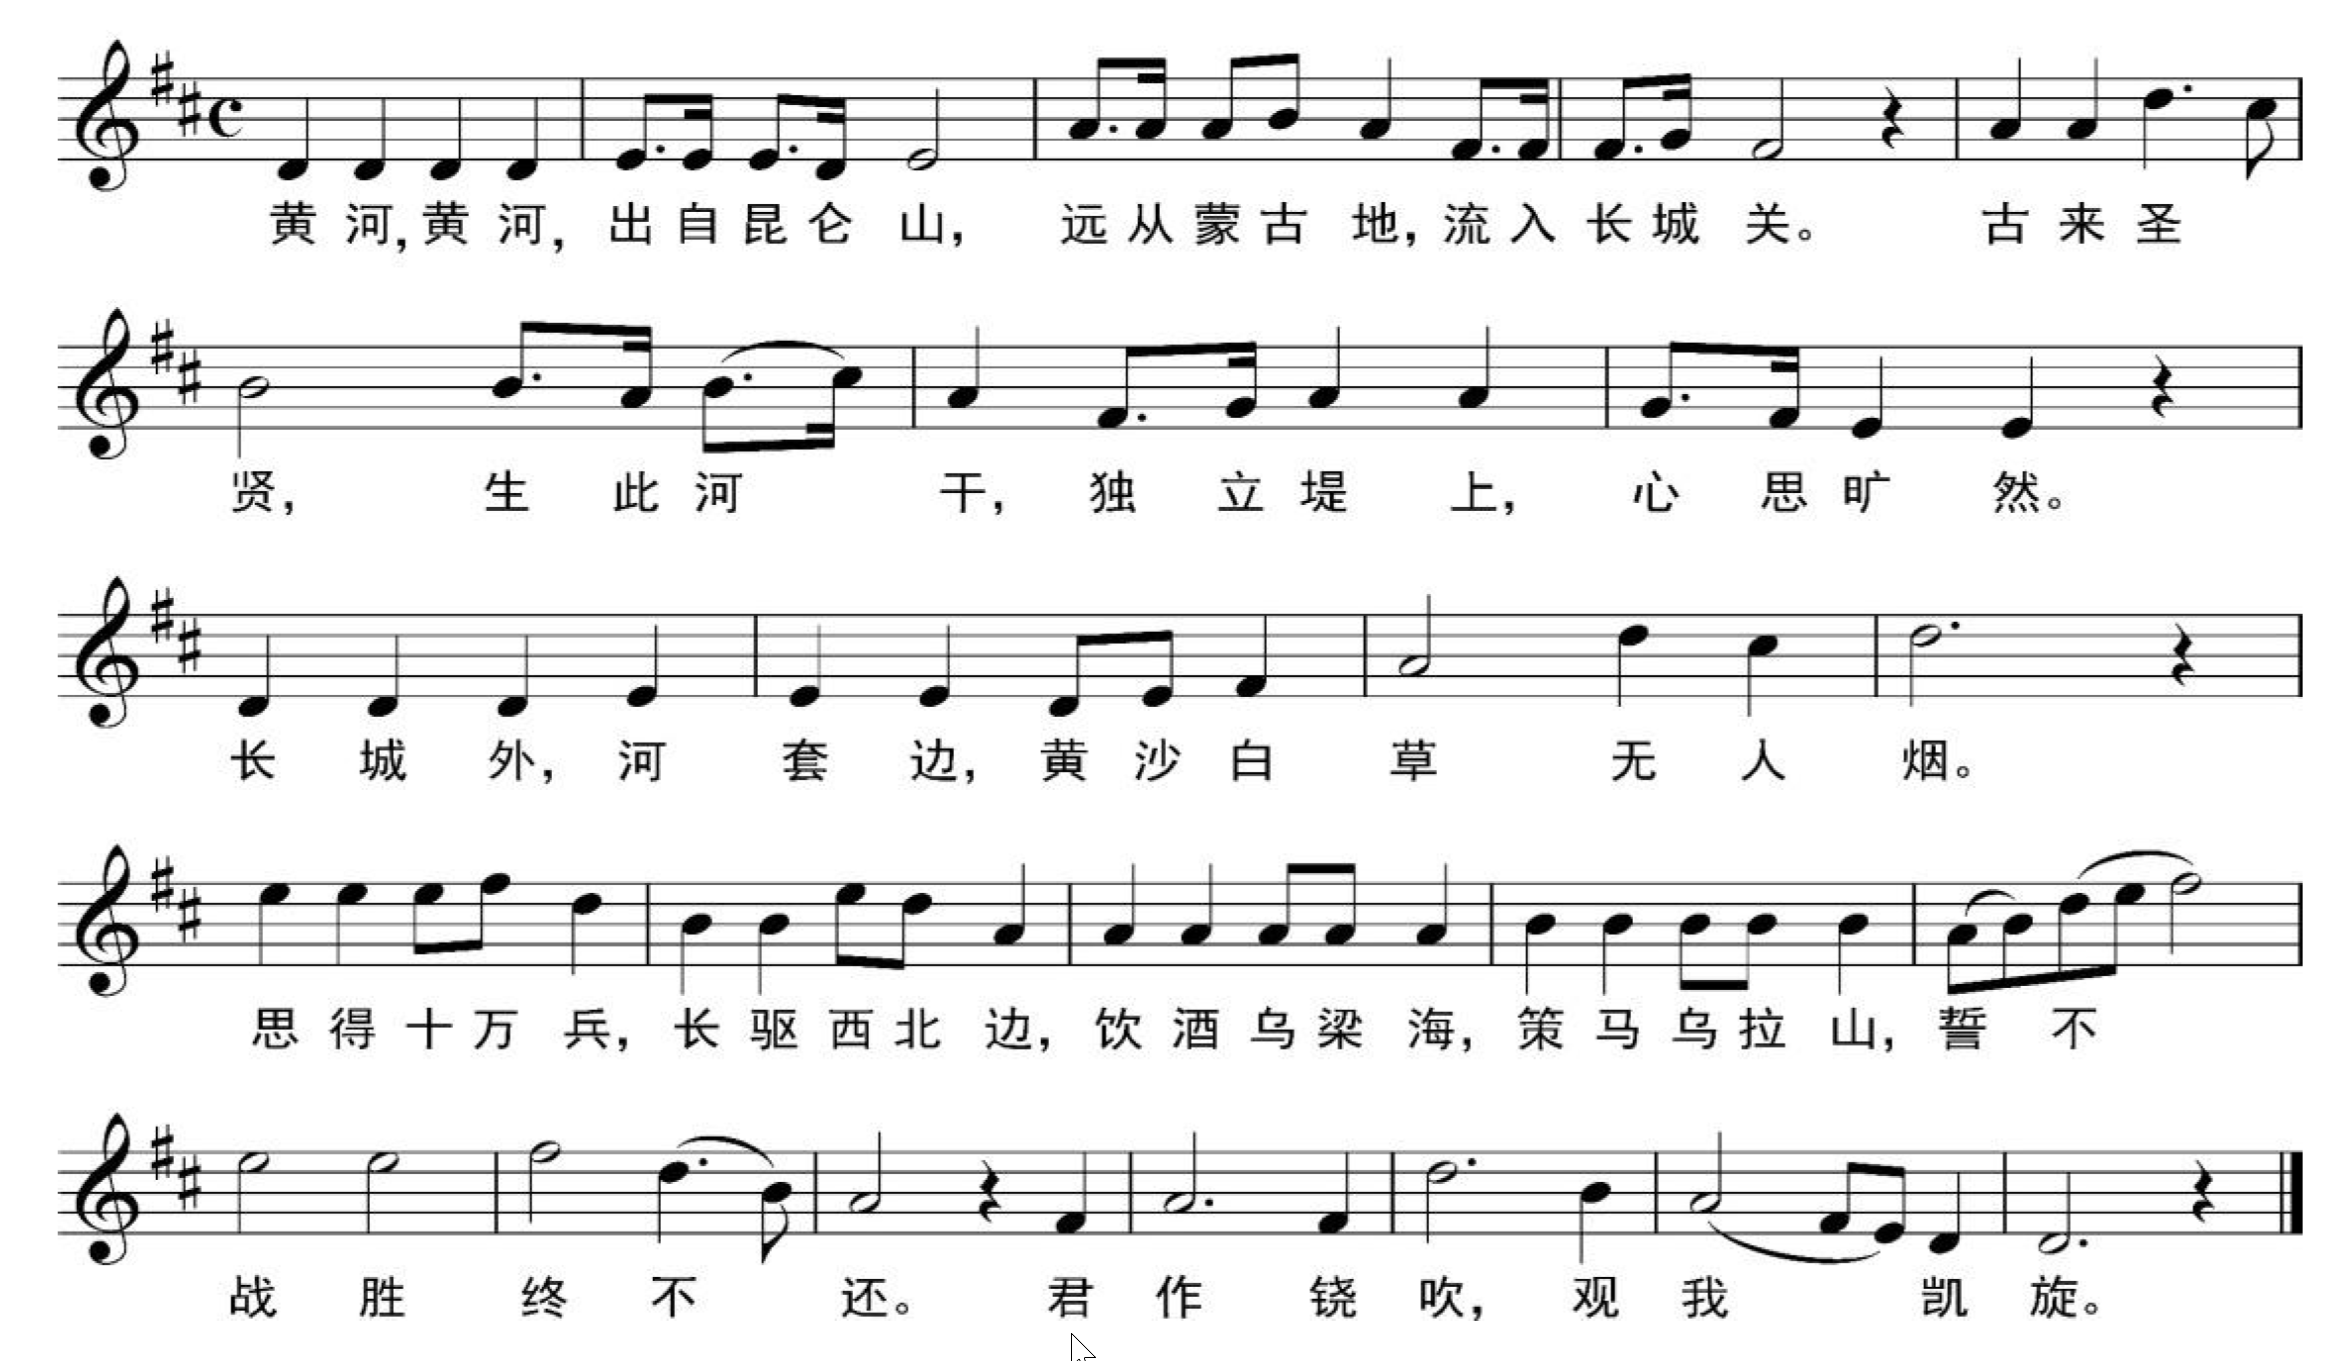 黄河,黄河,出自昆仑山,远从蒙古地,流入长城关。古来圣
贤,生此河干,独立堤上,心思旷然。
长城外,河套边,黄沙白草无人烟。
思得十万兵,长驱西北边,饮酒乌梁海,策马乌拉山,誓不
战胜终不还。君作铙吹,观我凯旋。